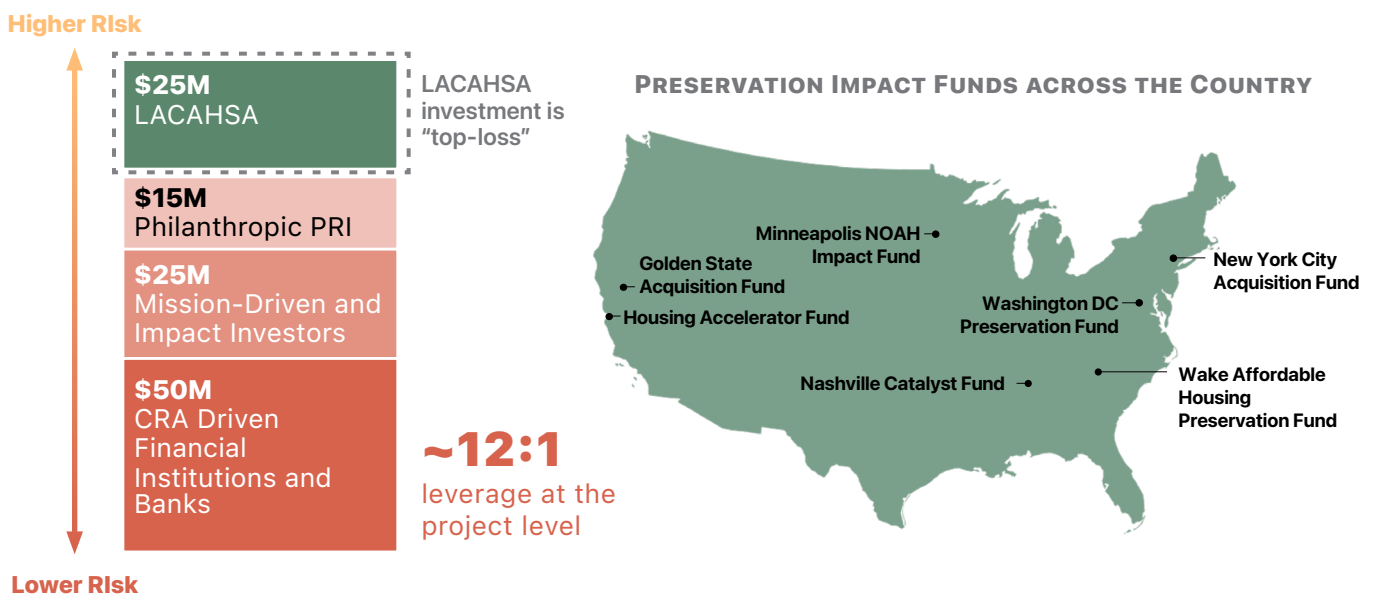 Higher RIsk
$25M
LACAHSA
LACAHSA
investment is
“top-loss”
$15M
Philanthropic PRI
$25M
Mission-Driven and
Impact Investors
$50M
CRA Driven
Financial
Institutions and
Banks
~12:1
leverage at the
project level
Lower RIsk
PRESERVATION IMPACT FUNDS ACROSS THE COUNTRY
Minneapolis NOAH
Impact Fund
Golden State
Acquisition Fund
Housing Accelerator Fund
New York City
Acquisition Fund
Washington DC
Preservation Fund
Nashville Catalyst Fund
Wake Affordable
Housing
Preservation Fund